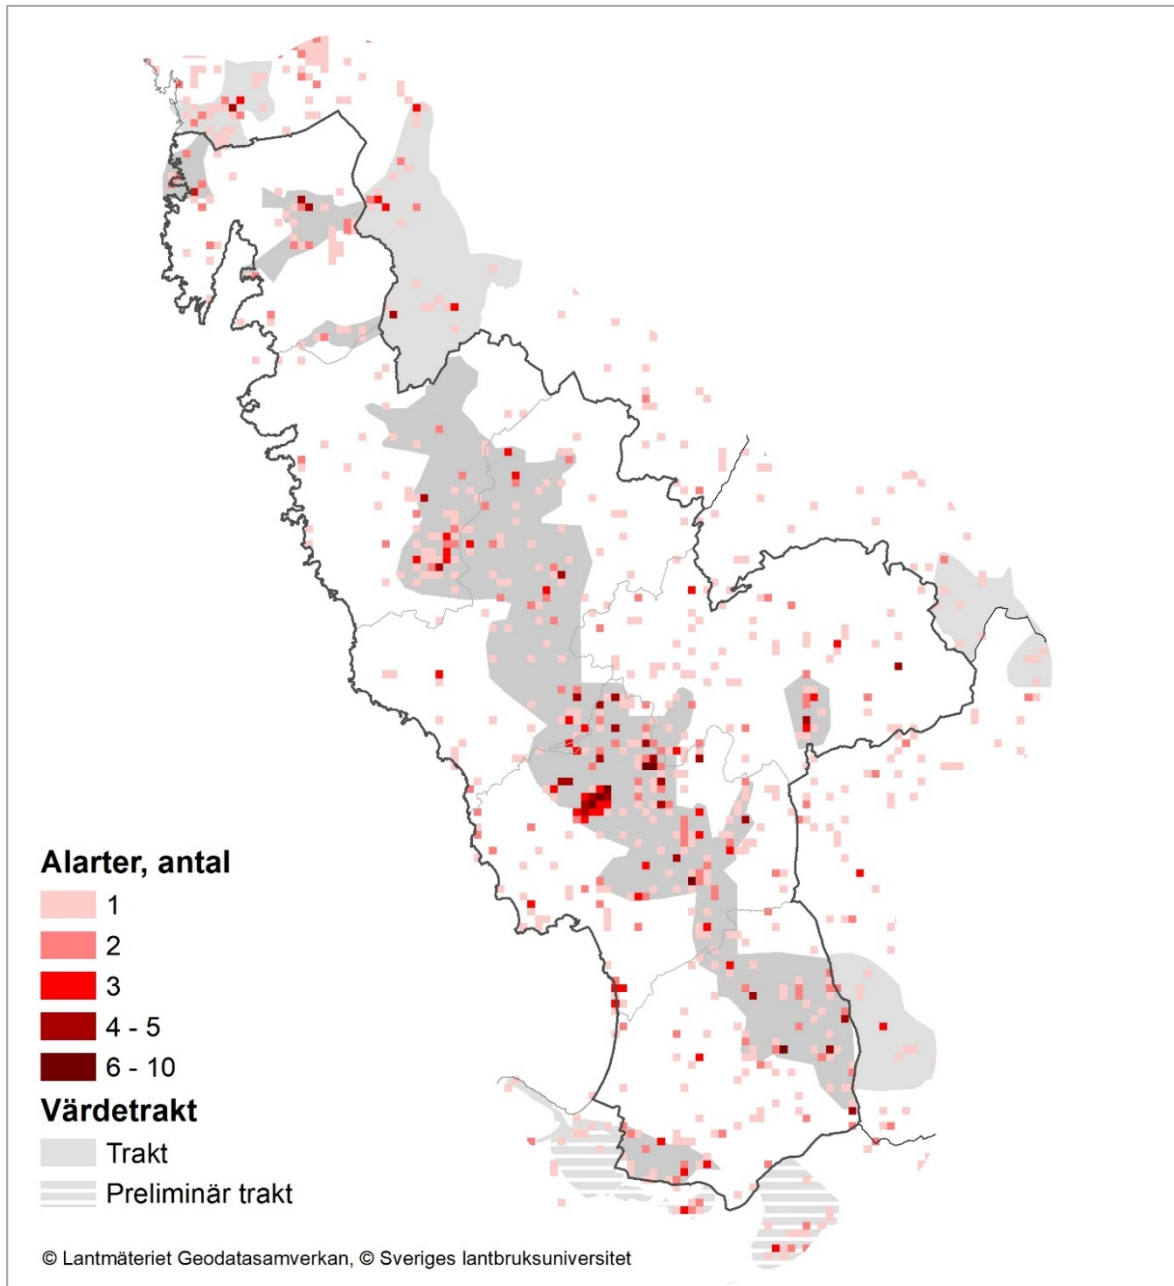 Alarter, antal
1
2
3
4 - 5
6 - 10
Värdetrakt
Trakt
Preliminär trakt
© Lantmäteriet Geodatasamverkan, © Sveriges lantbruksuniversitet